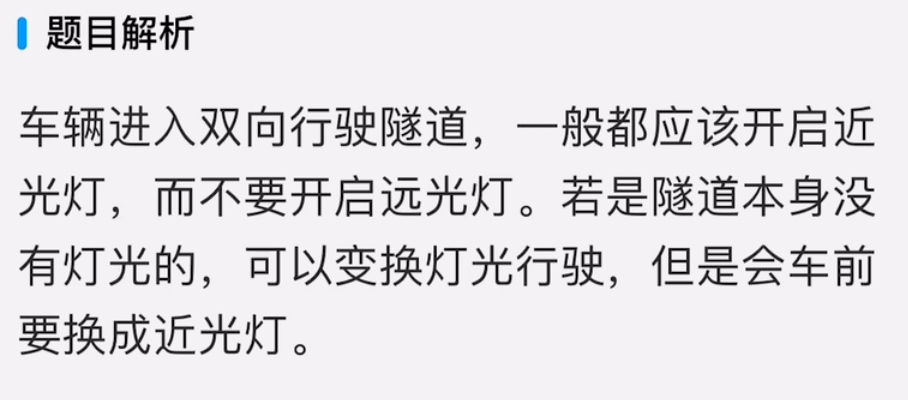 题目解析
车辆进入双向行驶隧道，一般都应该开启近
光灯，而不要开启远光灯。若是隧道本身没
有灯光的，可以变换灯光行驶，但是会车前
要换成近光灯。